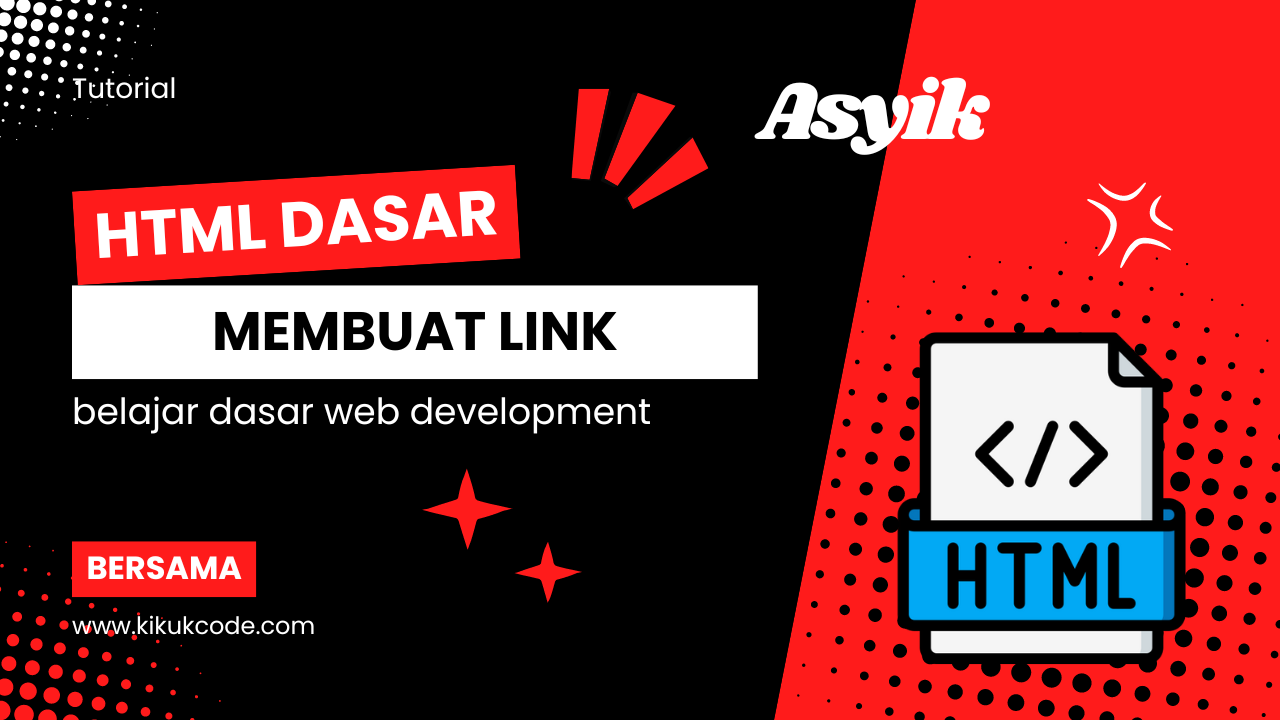 Tutorial
Asyik
HTML DASAR
MEMBUAT LINK
belajar dasar web development
</>
HTML
BERSAMA
www.kikukcode.com